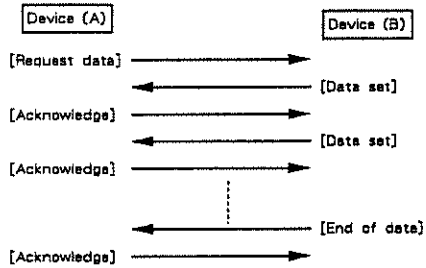 Device (A)
Device (B)
[Request data]
[Data set]
[Acknowledge]
[Data set]
[Acknowledge]
[End of data]
[Acknowledge]